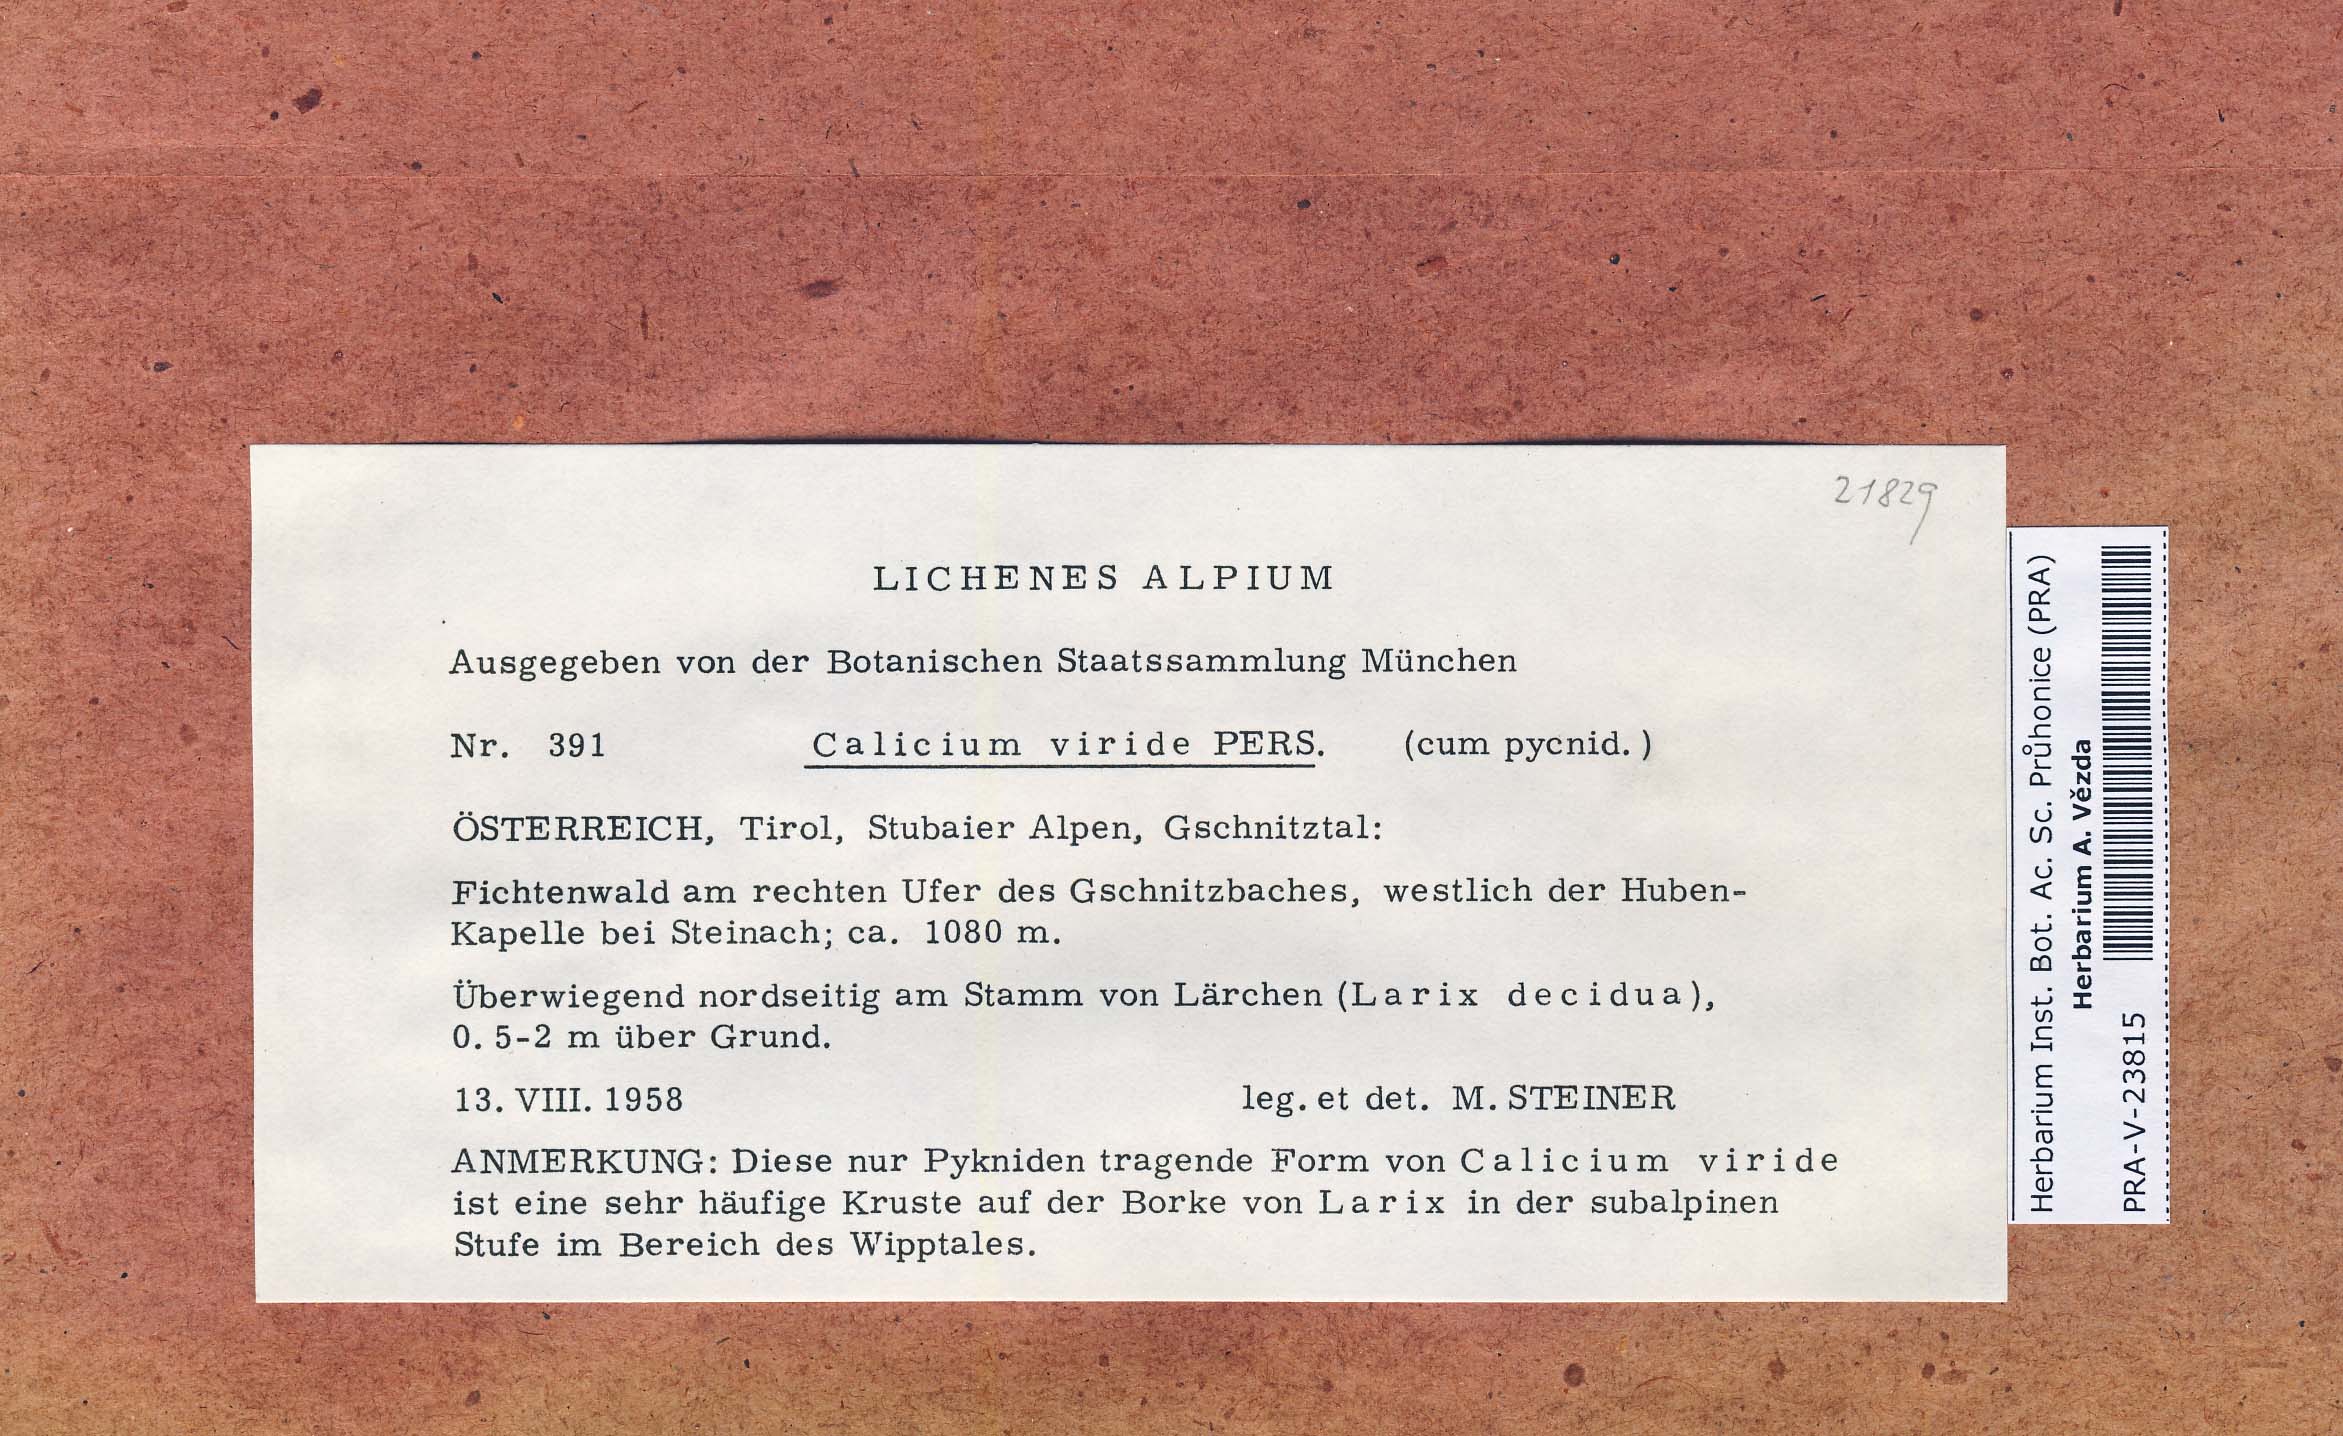 21829
LICHENES ALPIUM
Ausgegeben von der Botanischen Staatssammlung München
Nr. 391 Calicium viride PERS. (cum pycnid.)
ÖSTERREICH, Tirol, Stubaier Alpen, Gschnitztal:
Fichtenwald am rechten Ufer des Gschnitzbaches, westlich der Huben-
Kapelle bei Steinach; ca. 1080 m.
Überwiegend nordseitig am Stamm von Lärchen (Larix decidua),
0.5-2 m über Grund.
13. VIII. 1958 leg. et det. M. STEINER
ANMERKUNG: Diese nur Pykniden tragende Form von Calicium viride
ist eine sehr häufige Kruste auf der Borke von Larix in der subalpinen
Stufe im Bereich des Wipptales.
Herbarium Inst. Bot. Ac. Sc. Průhonice (PRA)
Herbarium A. Vězda
PRA-V-23815